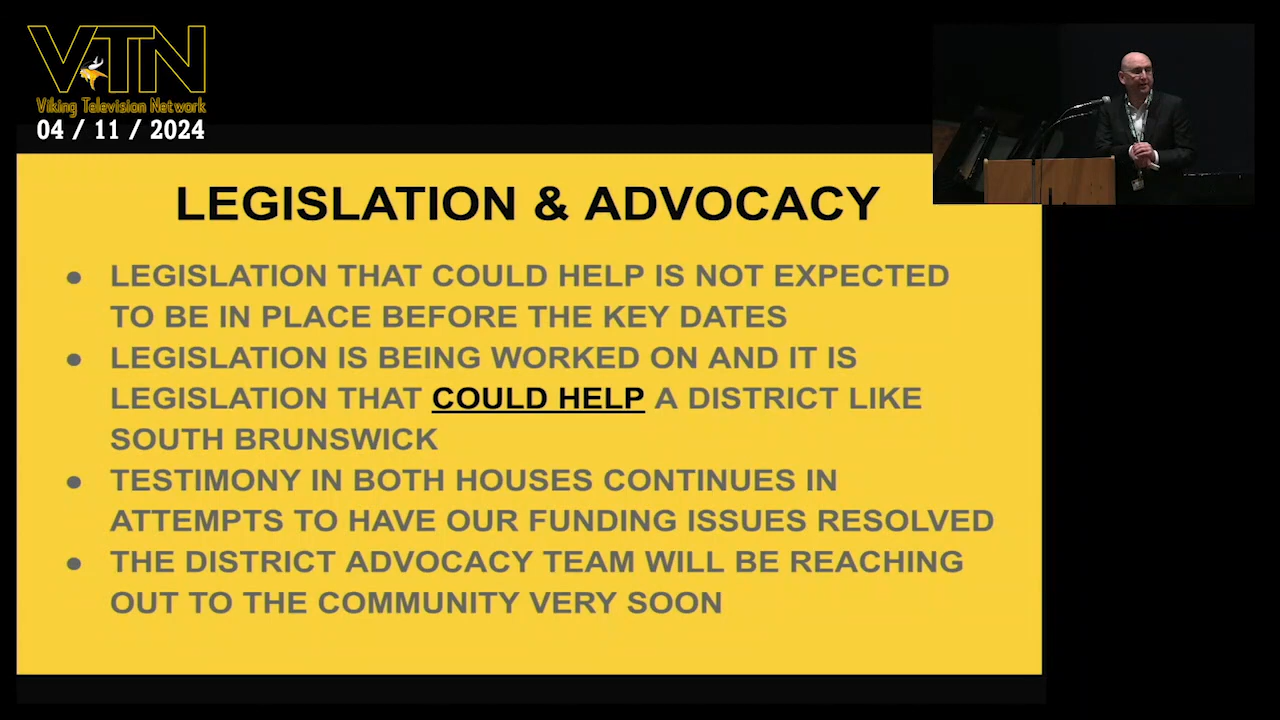 VTN
Viking Television Network
04 / 11 / 2024
LEGISLATION & ADVOCACY
● LEGISLATION THAT COULD HELP IS NOT EXPECTED
TO BE IN PLACE BEFORE THE KEY DATES
● LEGISLATION IS BEING WORKED ON AND IT IS
LEGISLATION THAT COULD HELP A DISTRICT LIKE
SOUTH BRUNSWICK
● TESTIMONY IN BOTH HOUSES CONTINUES IN
ATTEMPTS TO HAVE OUR FUNDING ISSUES RESOLVED
● THE DISTRICT ADVOCACY TEAM WILL BE REACHING
OUT TO THE COMMUNITY VERY SOON